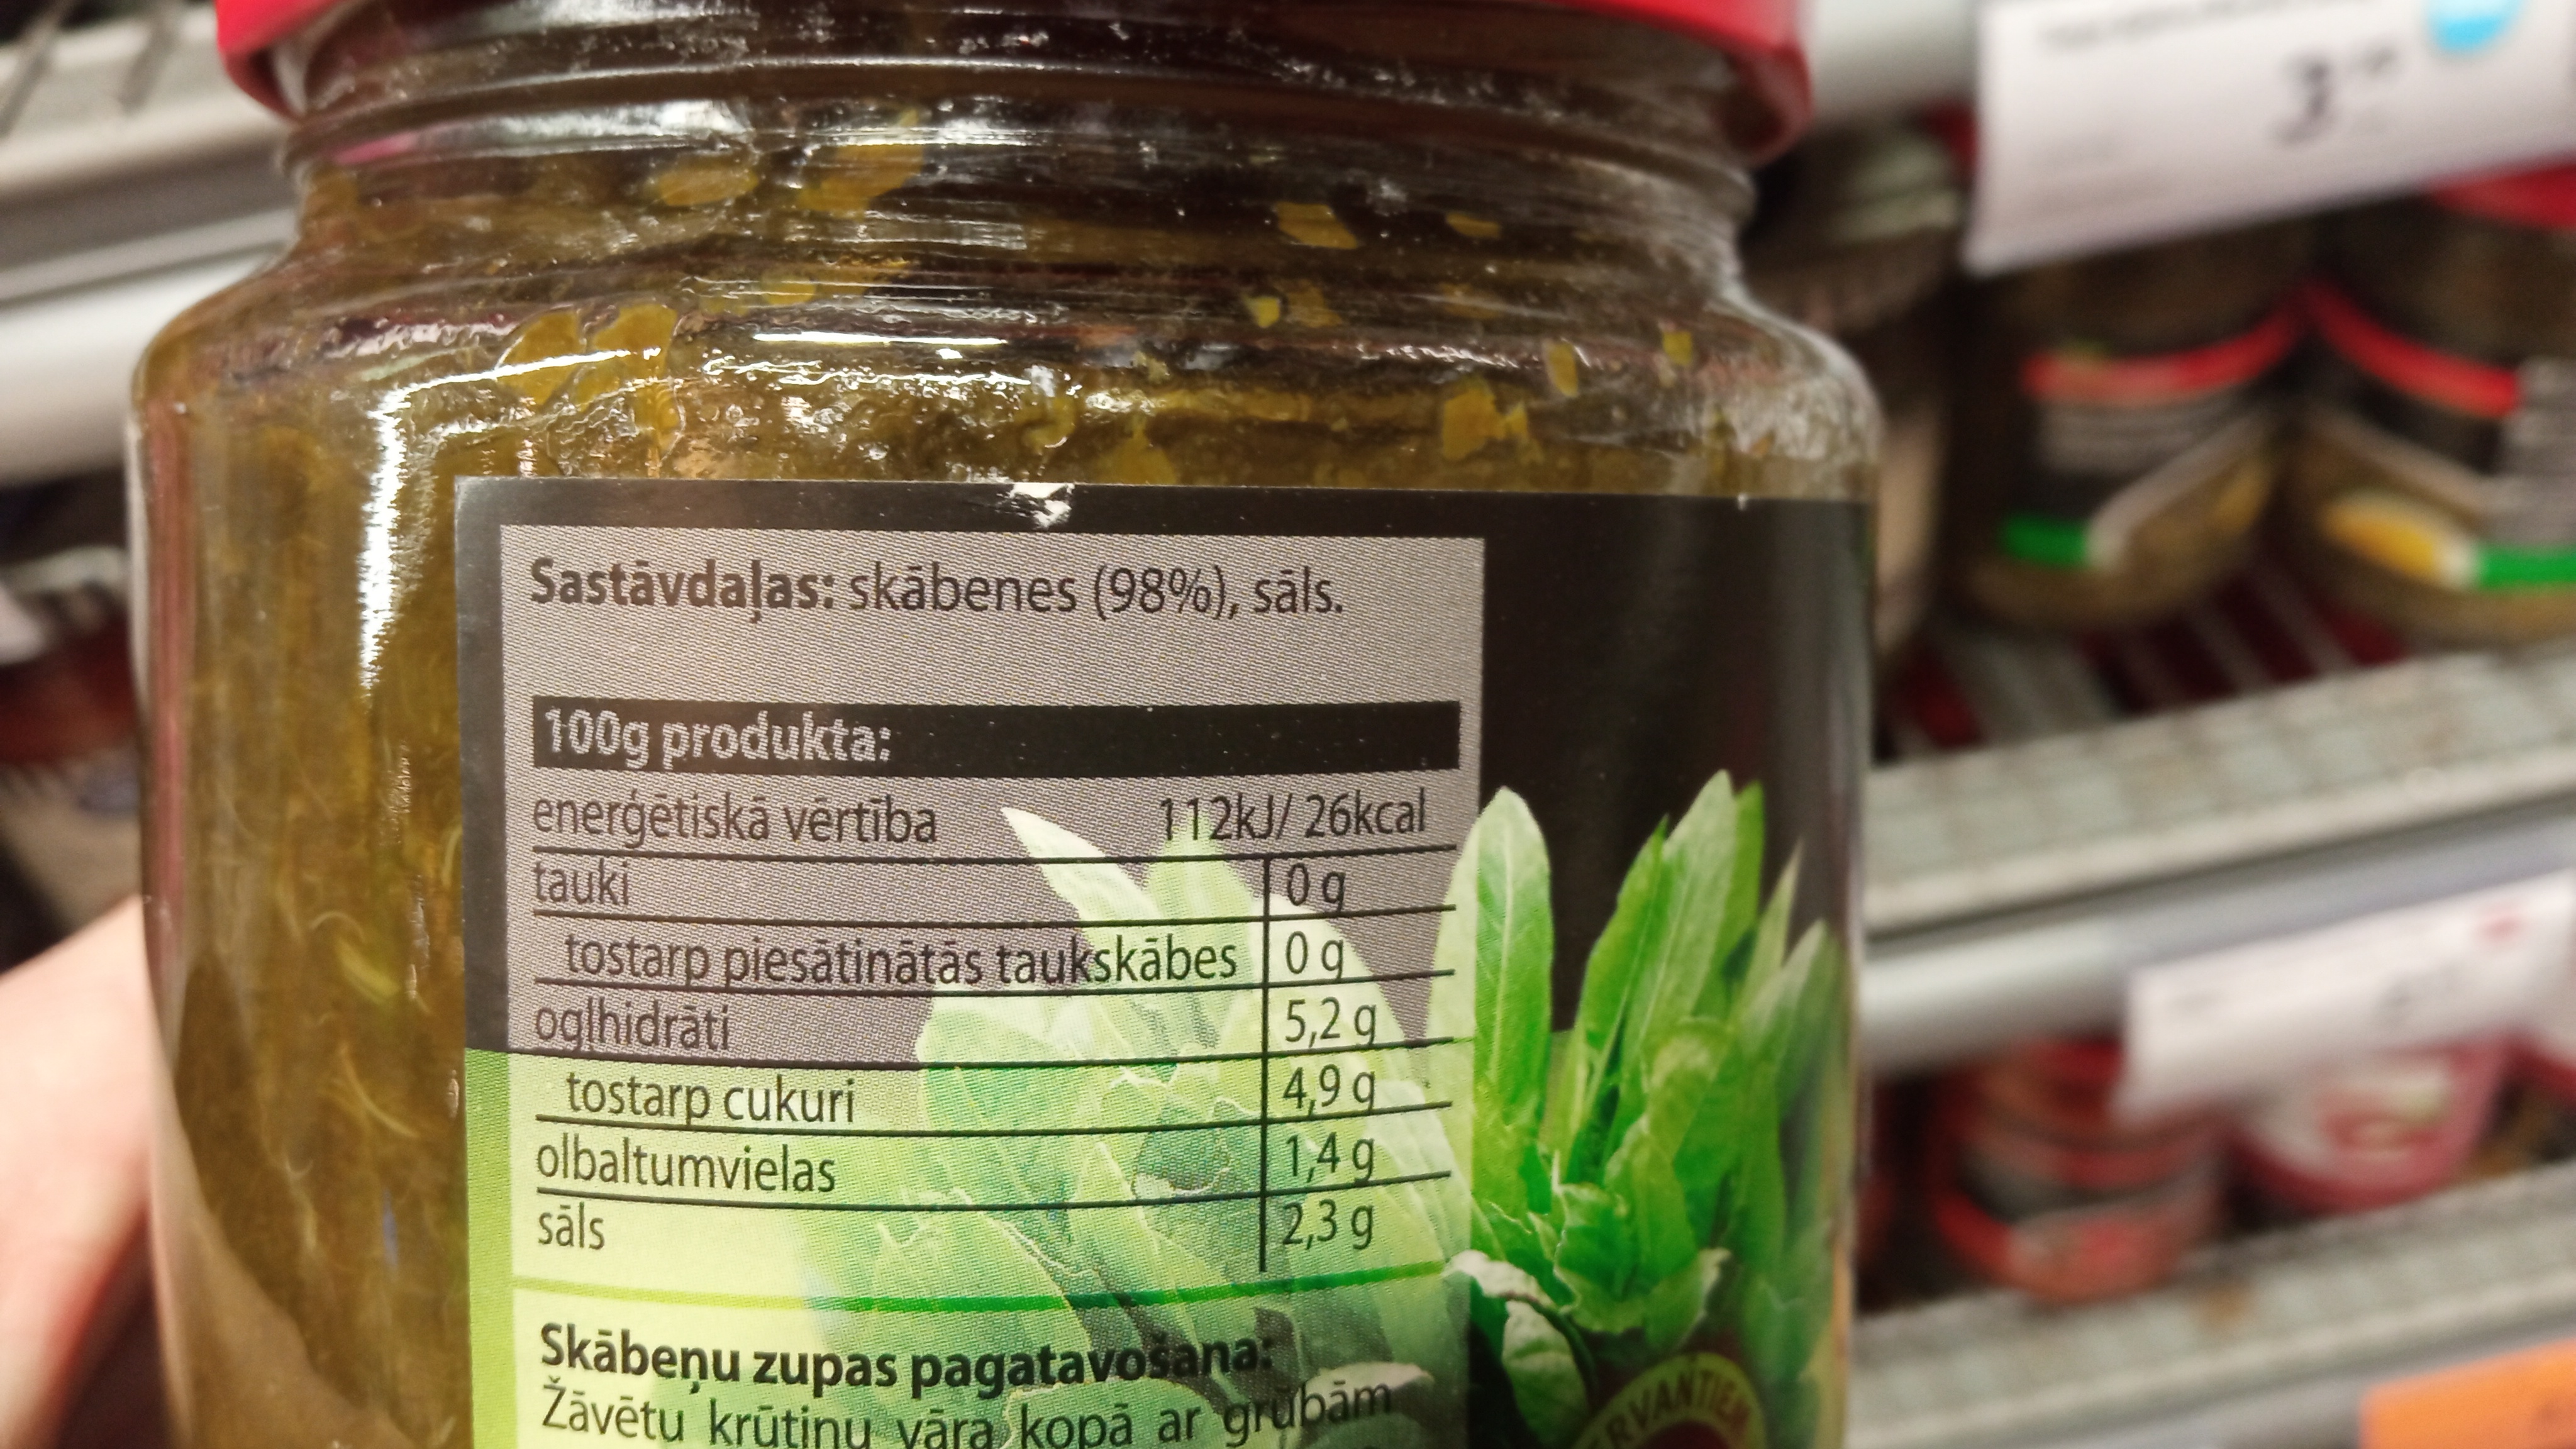 Sastāvdaļas: skābenes (98%), sāls.
100g produkta:
enerģētiskā vērtība 112kJ/ 26kcal
tauki 0 g
tostarp piesātinātās taukskābes 0 g
ogļhidrāti 5,2 g
tostarp cukuri 4,9 g
olbaltumvielas 1,4 g
sāls 2,3 g
Skābeņu zupas pagatavošana:
Žāvētu krūtiņu vāra kopā ar grūbām